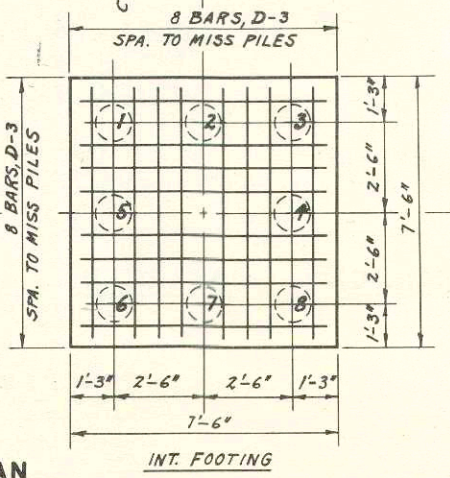 8 BARS, D-3
SPA. TO MISS PILES
8 BARS, D-3
SPA. TO MISS PILES
1 2 3
5 4
6 7 8
1'-3"
2'-6"
2'-6"
1'-3"
7'-6"
1'-3" 2'-6" 2'-6" 1'-3"
7'-6"
INT. FOOTING
AN